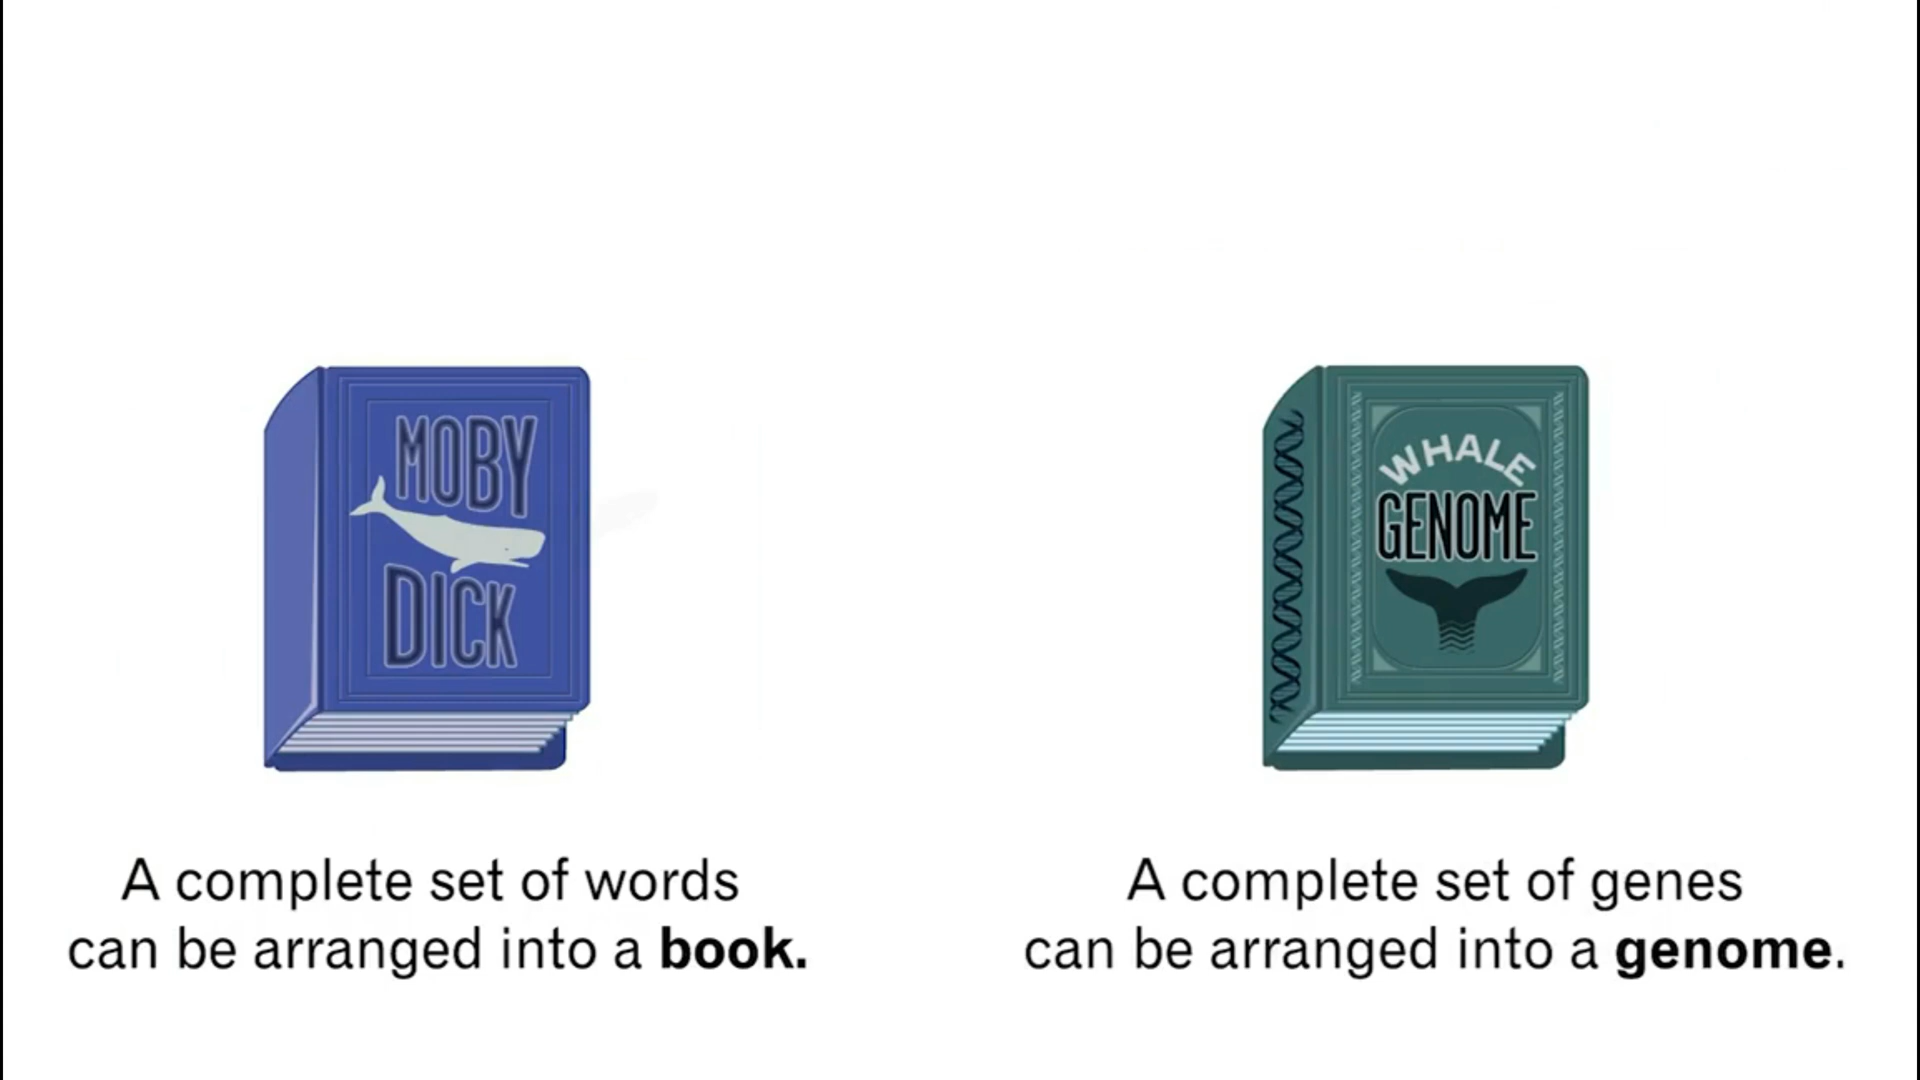 MOBY
DICK
WHALE
GENOME
A complete set of words
can be arranged into a book.
A complete set of genes
can be arranged into a genome.